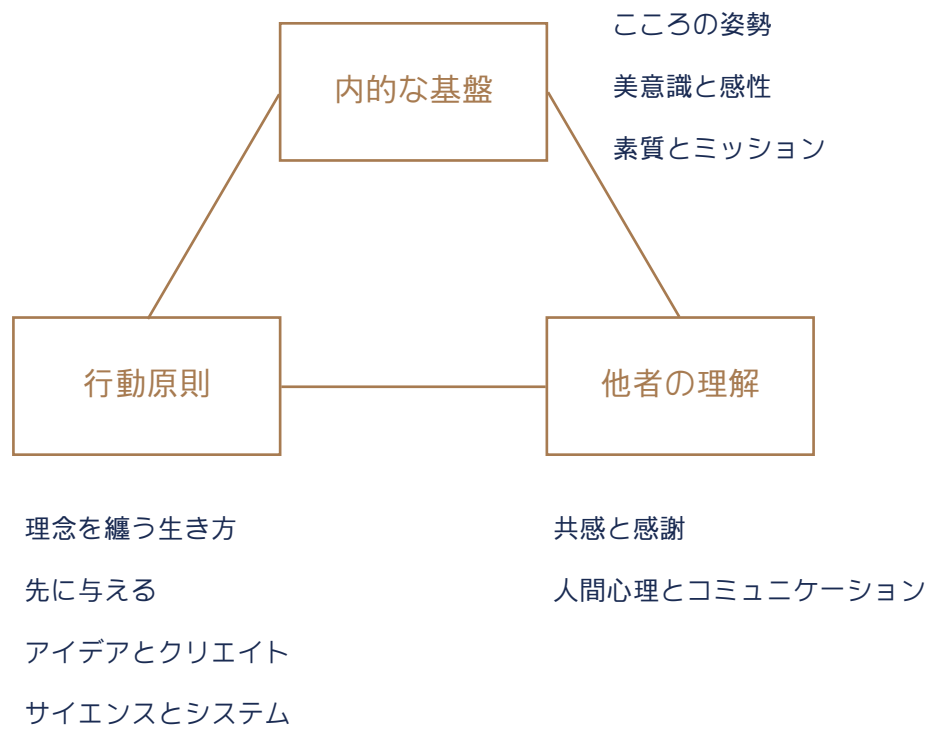 内的な基盤
こころの姿勢
美意識と感性
素質とミッション
行動原則
他者の理解
理念を纏う生き方
先に与える
アイデアとクリエイト
サイエンスとシステム
共感と感謝
人間心理とコミュニケーション